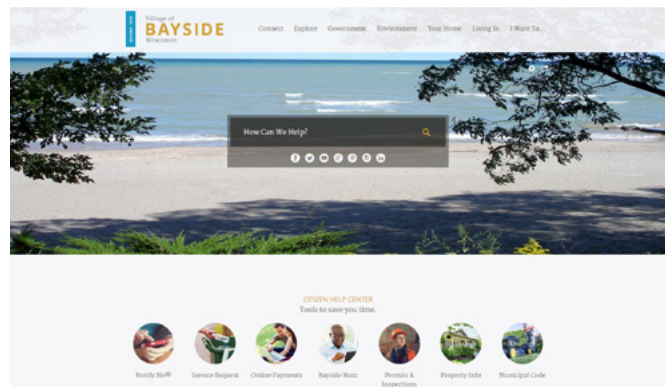 Village of
BAYSIDE
Wisconsin
Connect Explore Government Environment Your Home Living In I Want To...
How Can We Help?
CITIZEN HELP CENTER
Tools to save you time.
Notify Me® Service Request Online Payments Bayside Buzz Permits & Inspections Property Info Municipal Code